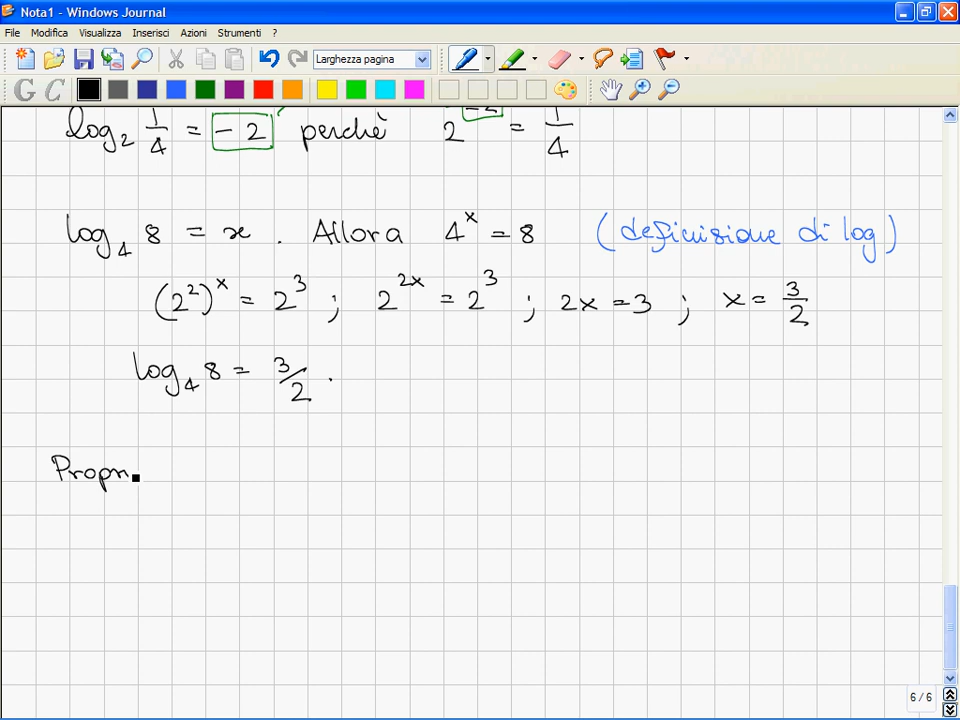 Nota1 - Windows Journal
File Modifica Visualizza Inserisci Azioni Strumenti ?
Larghezza pagina
G C
log₂ 1/4 = -2 perchè 2⁻² = 1/4
log₄ 8 = x . Allora 4ˣ = 8 (definizione di log)
(2²)ˣ = 2³ ; 2²ˣ = 2³ ; 2x = 3 ; x = 3/2
log₄ 8 = 3/2 .
Propri
6 / 6